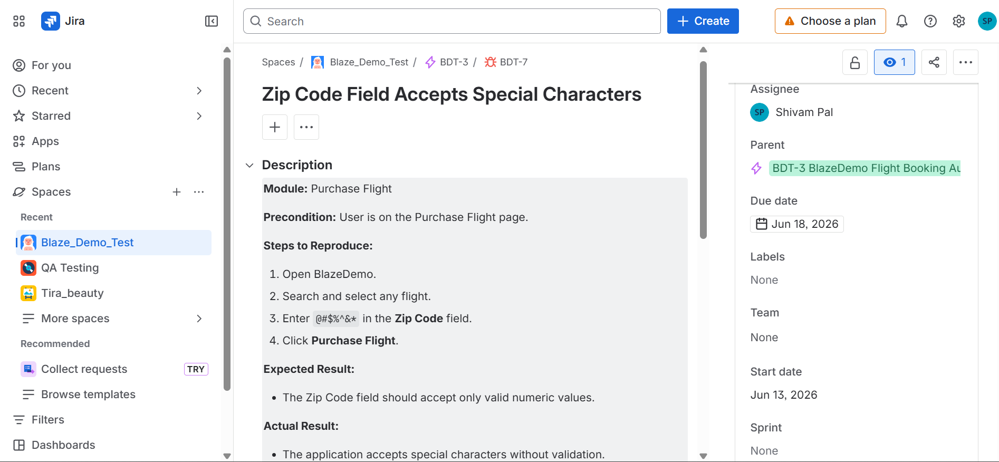 Jira
Search
Create
Choose a plan
SP
For you
Recent
Starred
Apps
Plans
Spaces
Recent
Blaze_Demo_Test
QA Testing
Tira_beauty
More spaces
Recommended
Collect requests TRY
Browse templates
Filters
Dashboards
Spaces / Blaze_Demo_Test / BDT-3 / BDT-7
1
Zip Code Field Accepts Special Characters
Description
Module: Purchase Flight
Precondition: User is on the Purchase Flight page.
Steps to Reproduce:
1. Open BlazeDemo.
2. Search and select any flight.
3. Enter @#$%^&* in the Zip Code field.
4. Click Purchase Flight.
Expected Result:
• The Zip Code field should accept only valid numeric values.
Actual Result:
• The application accepts special characters without validation.
Assignee
SP Shivam Pal
Parent
BDT-3 BlazeDemo Flight Booking Au
Due date
Jun 18, 2026
Labels
None
Team
None
Start date
Jun 13, 2026
Sprint
None